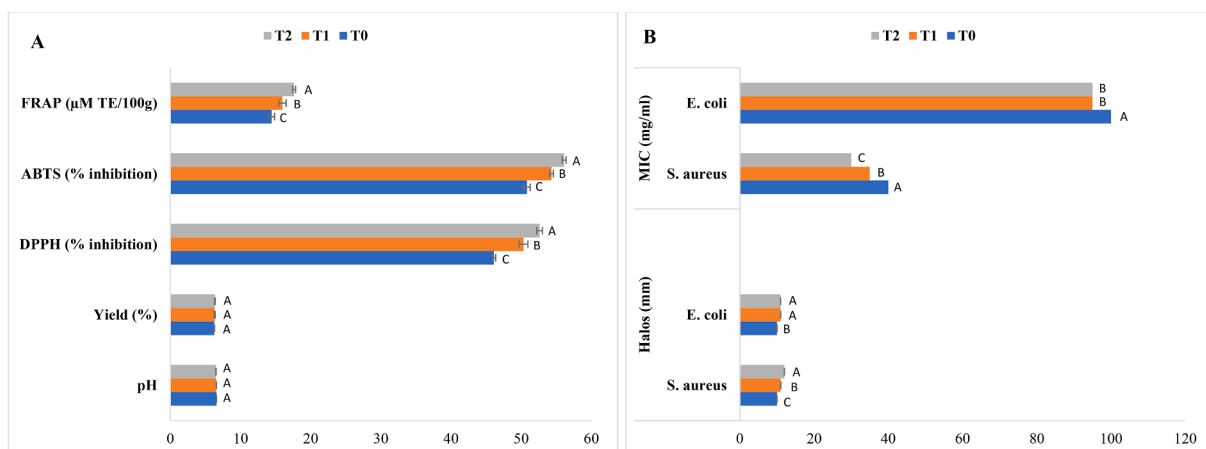 A
T2 T1 T0
FRAP (µM TE/100g)
A
B
C
ABTS (% inhibition)
A
B
C
DPPH (% inhibition)
A
B
C
Yield (%)
A
A
A
pH
A
A
A
0 10 20 30 40 50 60
B
T2 T1 T0
MIC (mg/ml)
E. coli
B
B
A
S. aureus
C
B
A
Halos (mm)
E. coli
A
A
B
S. aureus
A
B
C
0 20 40 60 80 100 120